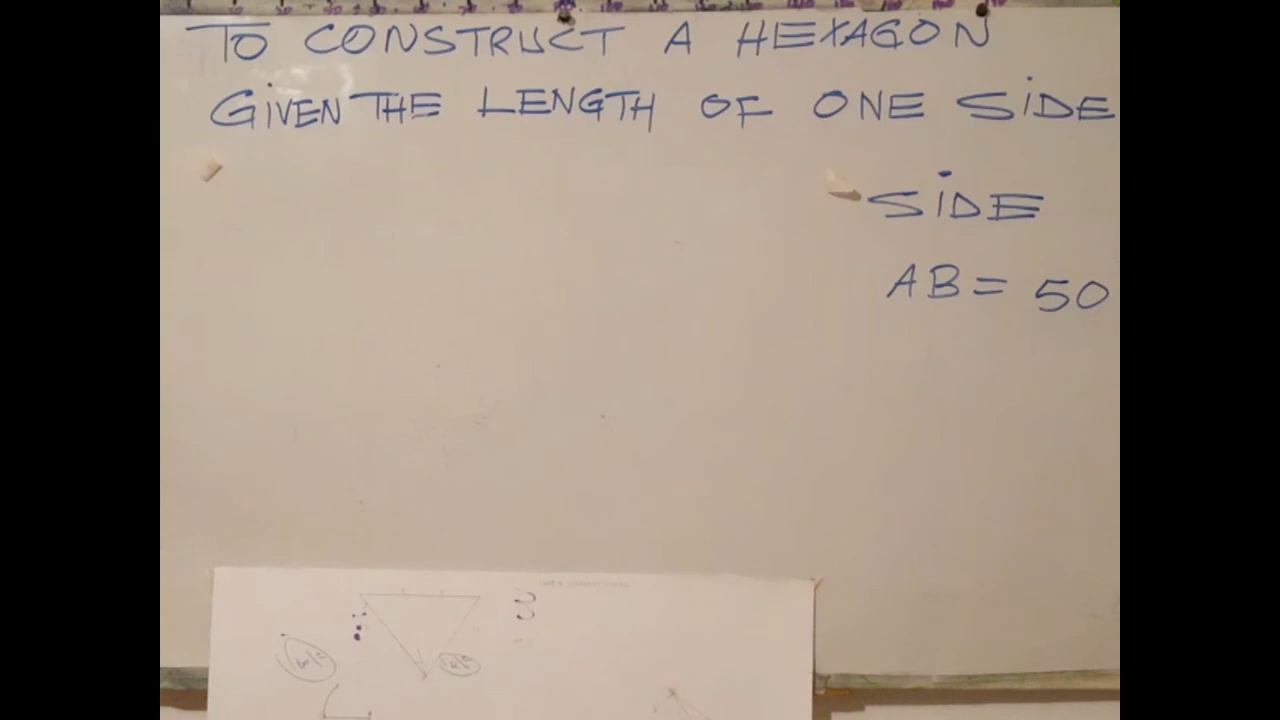 TO CONSTRUCT A HEXAGON
GIVEN THE LENGTH OF ONE SIDE
SIDE
AB = 50